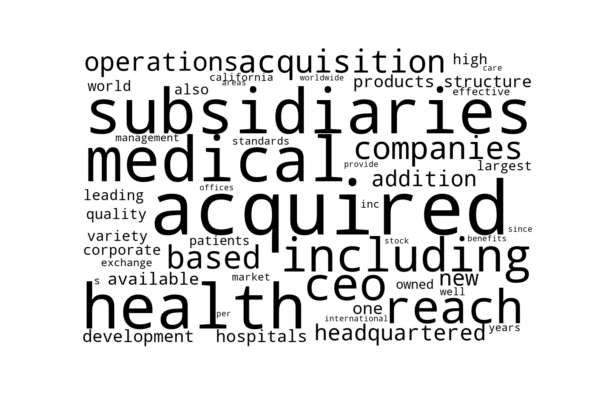 operations acquisition high
care
california worldwide
world also areas products structure
effective
subsidiaries
management standards
medical companies
provide largest
leading offices addition
quality acquired inc
since
variety patients stock benefits
corporate based including
exchange
s available market ceo owned new
well
health one reach
per international
development hospitals headquartered years